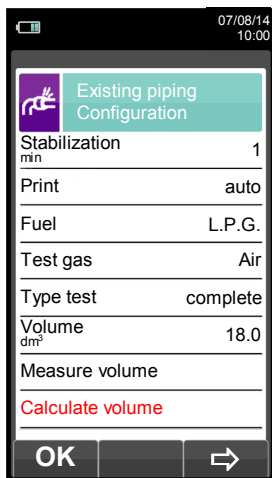 07/08/14
10:00
Existing piping
Configuration
Stabilization
min 1
Print auto
Fuel L.P.G.
Test gas Air
Type test complete
Volume
dm³ 18.0
Measure volume
Calculate volume
OK